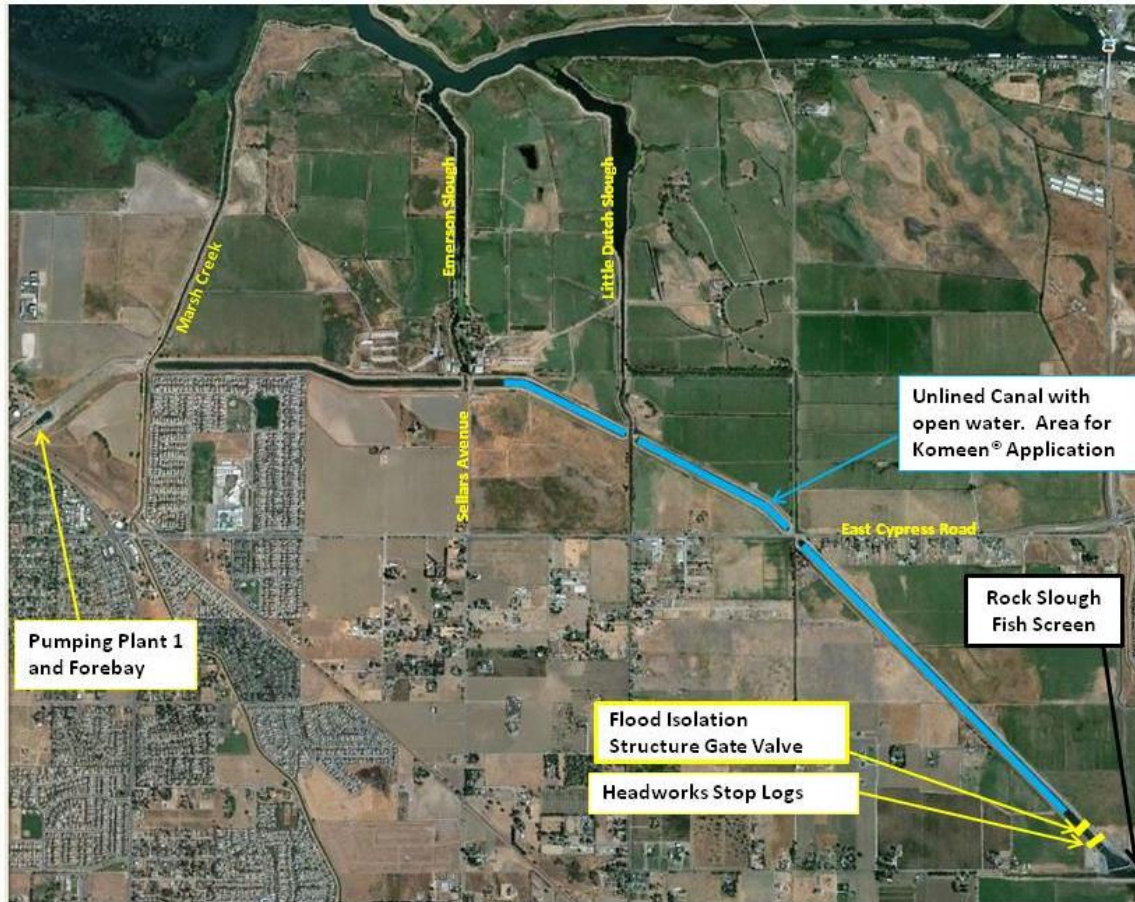 Emerson Slough
Little Dutch Slough
Marsh Creek
Unlined Canal with
open water. Area for
Komeen® Application
Sellars Avenue
East Cypress Road
Rock Slough
Fish Screen
Pumping Plant 1
and Forebay
Flood Isolation
Structure Gate Valve
Headworks Stop Logs